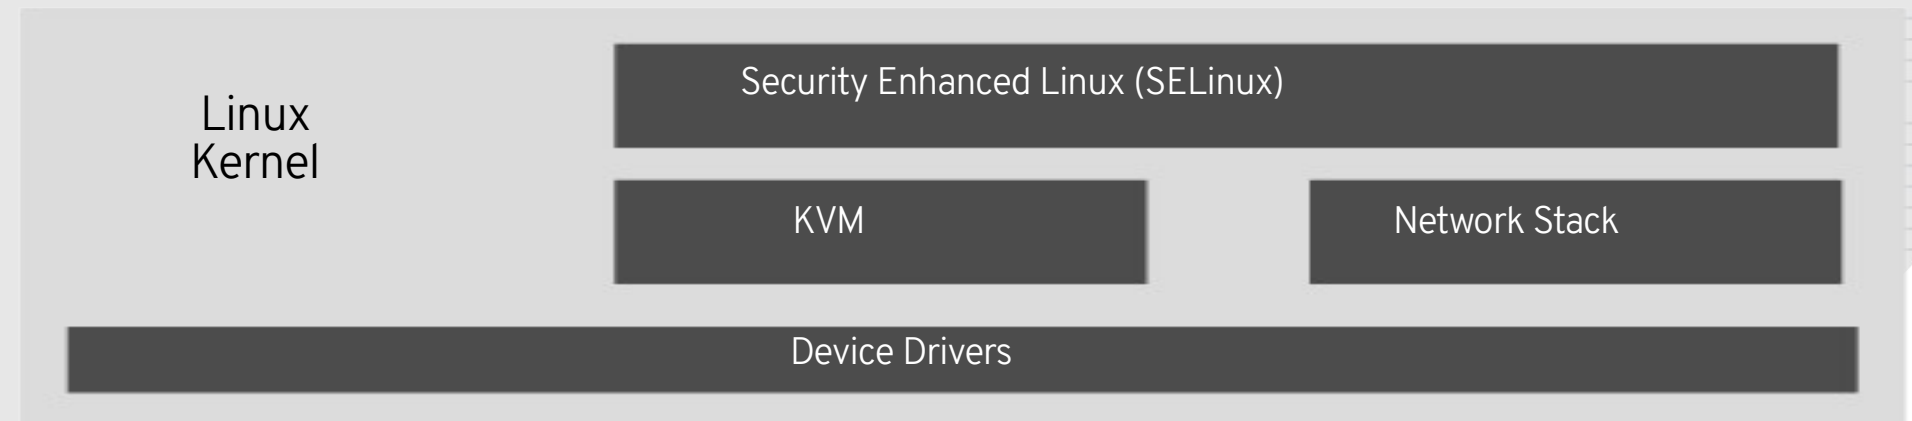 Security Enhanced Linux (SELinux)
Linux
Kernel
KVM
Network Stack
Device Drivers